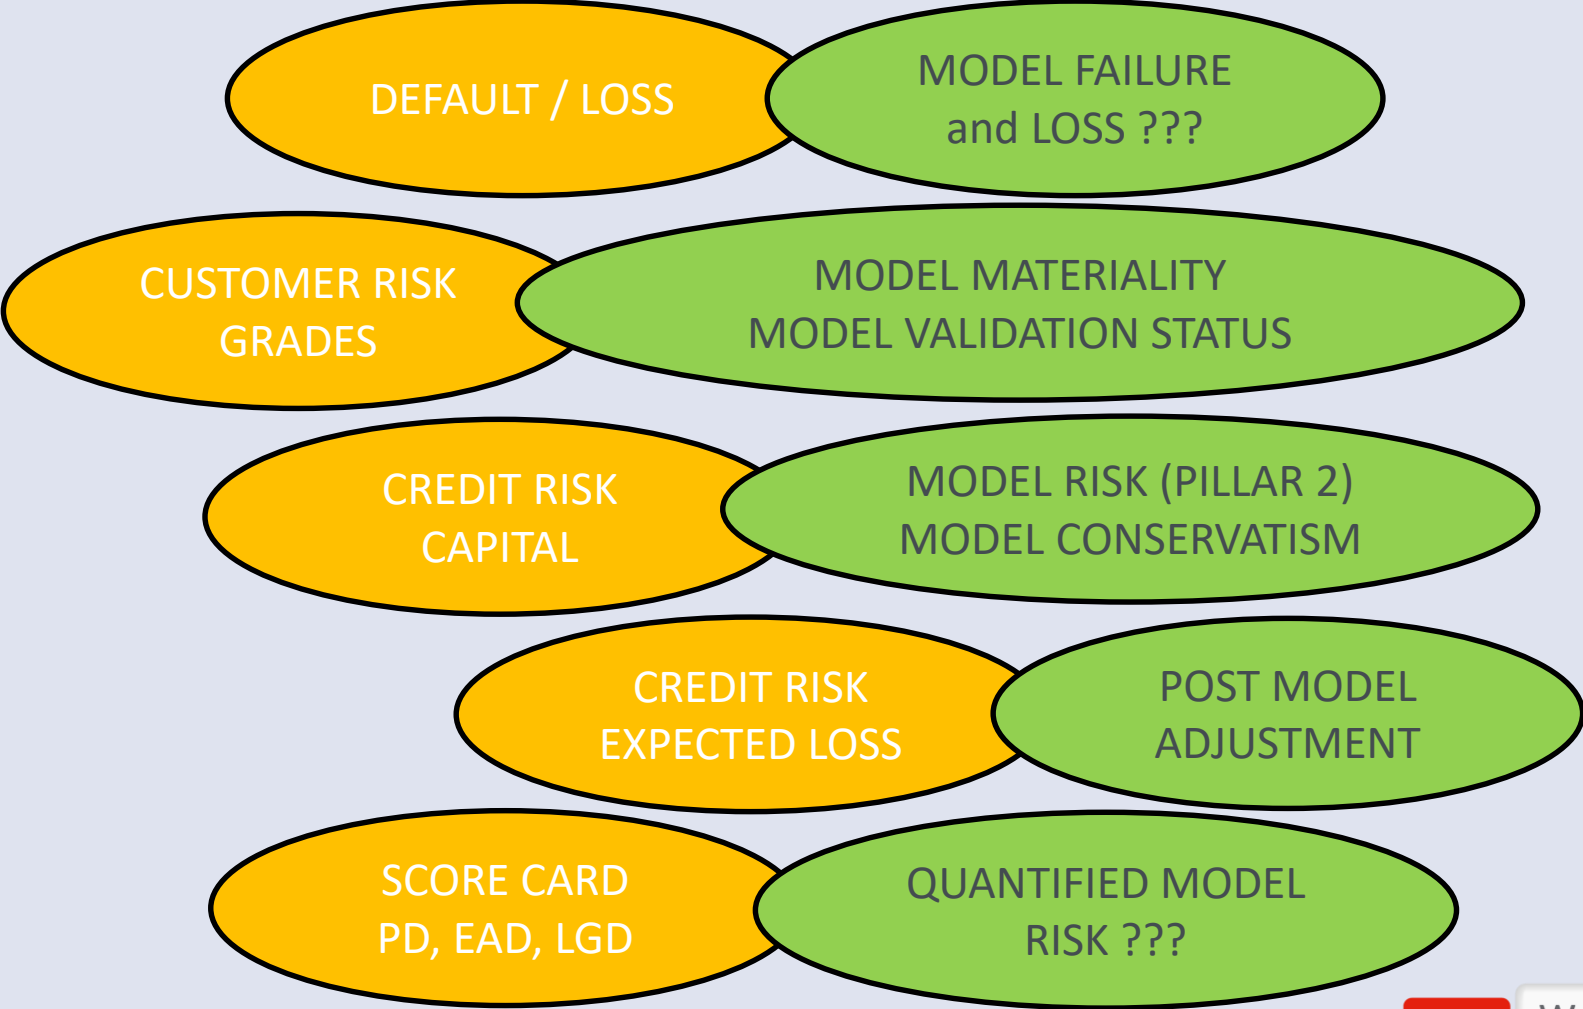 DEFAULT / LOSS
MODEL FAILURE
and LOSS ???
CUSTOMER RISK
GRADES
MODEL MATERIALITY
MODEL VALIDATION STATUS
CREDIT RISK
CAPITAL
MODEL RISK (PILLAR 2)
MODEL CONSERVATISM
CREDIT RISK
EXPECTED LOSS
POST MODEL
ADJUSTMENT
SCORE CARD
PD, EAD, LGD
QUANTIFIED MODEL
RISK ???